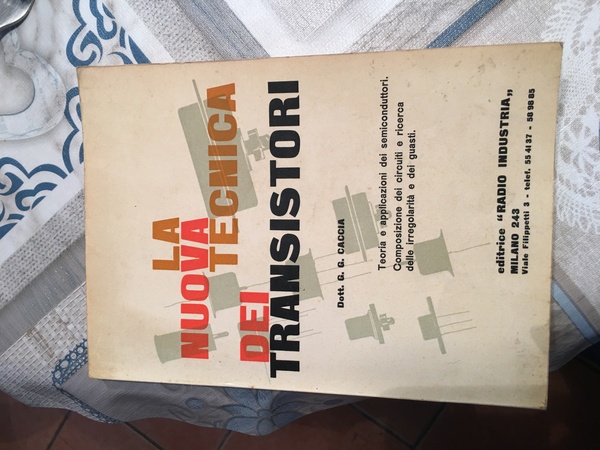 LA
NUOVA
TECNICA
DEI
TRANSISTORI
Dott. G. G. CACCIA
Teoria e applicazioni dei semiconduttori.
Composizione dei circuiti e ricerca
delle irregolarità e dei guasti.
editrice "RADIO INDUSTRIA"
MILANO 243
Viale Filippetti 3 - telef. 55 41 37 - 58 98 85